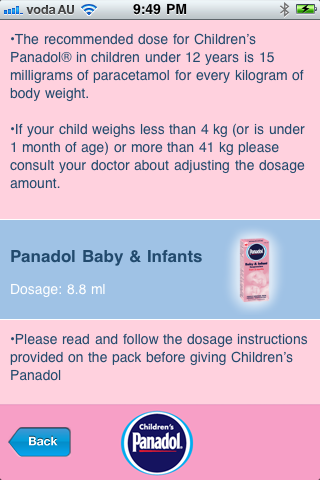 voda AU 9:49 PM
•The recommended dose for Children's
Panadol® in children under 12 years is 15
milligrams of paracetamol for every kilogram of
body weight.
•If your child weighs less than 4 kg (or is under
1 month of age) or more than 41 kg please
consult your doctor about adjusting the dosage
amount.
Panadol Baby & Infants
Dosage: 8.8 ml
Panadol
Baby & Infant
•Please read and follow the dosage instructions
provided on the pack before giving Children's
Panadol
Back
Children's
Panadol